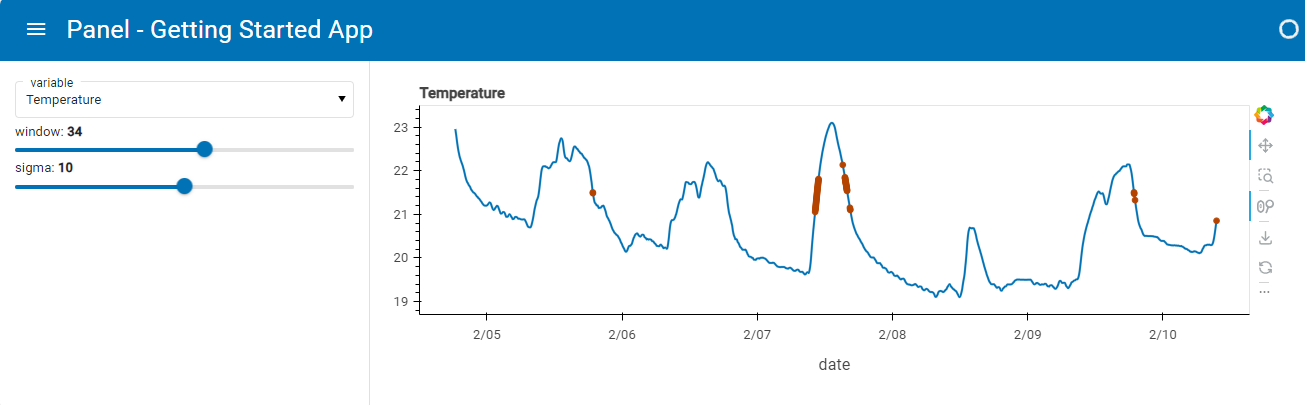 Panel - Getting Started App
variable
Temperature
window: 34
sigma: 10
Temperature
23
22
21
20
19
2/05 2/06 2/07 2/08 2/09 2/10
date